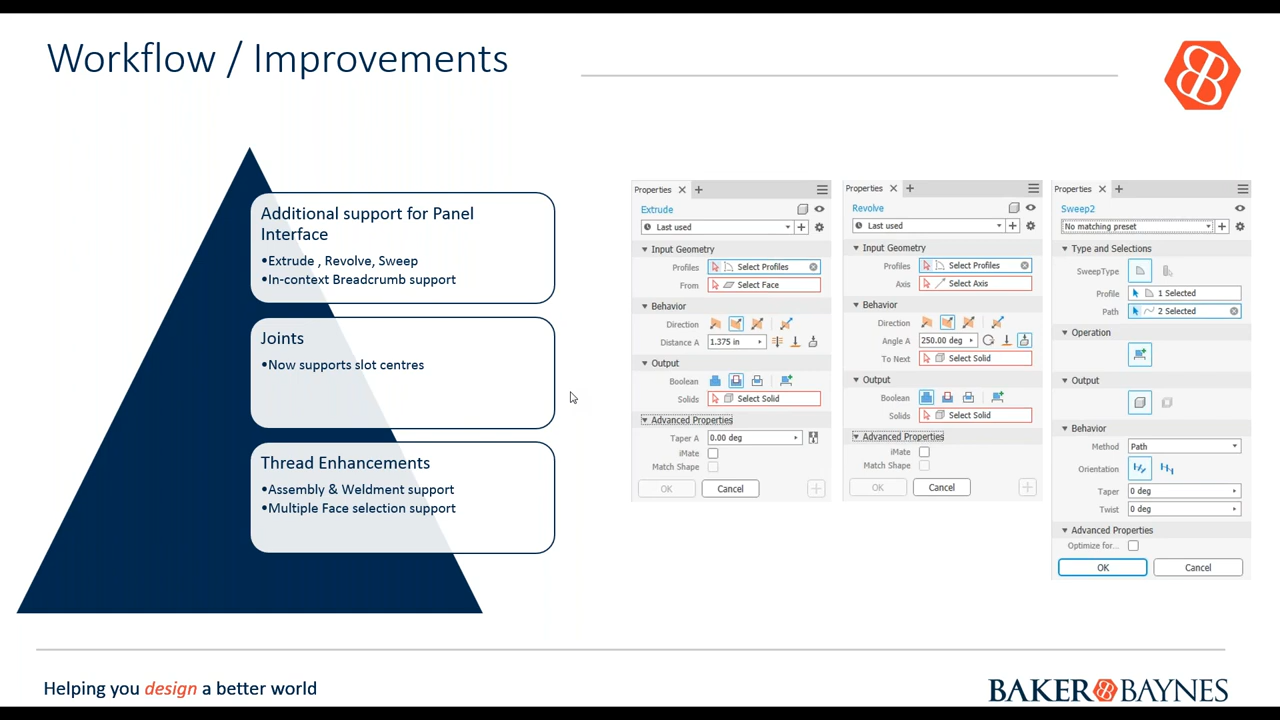 Workflow / Improvements
Additional support for Panel
Interface
•Extrude , Revolve, Sweep
•In-context Breadcrumb support
Joints
•Now supports slot centres
Thread Enhancements
•Assembly & Weldment support
•Multiple Face selection support
Properties
Extrude
Last used
Input Geometry
Profiles Select Profiles
From Select Face
Behavior
Direction
Distance A 1.375 in
Output
Boolean
Solids Select Solid
Advanced Properties
Taper A 0.00 deg
iMate
Match Shape
OK Cancel
Properties
Revolve
Last used
Input Geometry
Profiles Select Profiles
Axis Select Axis
Behavior
Direction
Angle A 250.00 deg
To Next Select Solid
Output
Boolean
Solids Select Solid
Advanced Properties
iMate
Match Shape
OK Cancel
Properties
Sweep2
No matching preset
Type and Selections
SweepType
Profile 1 Selected
Path 2 Selected
Operation
Output
Behavior
Method Path
Orientation
Taper 0 deg
Twist 0 deg
Advanced Properties
Optimize for...
OK Cancel
Helping you design a better world
BAKER BAYNES